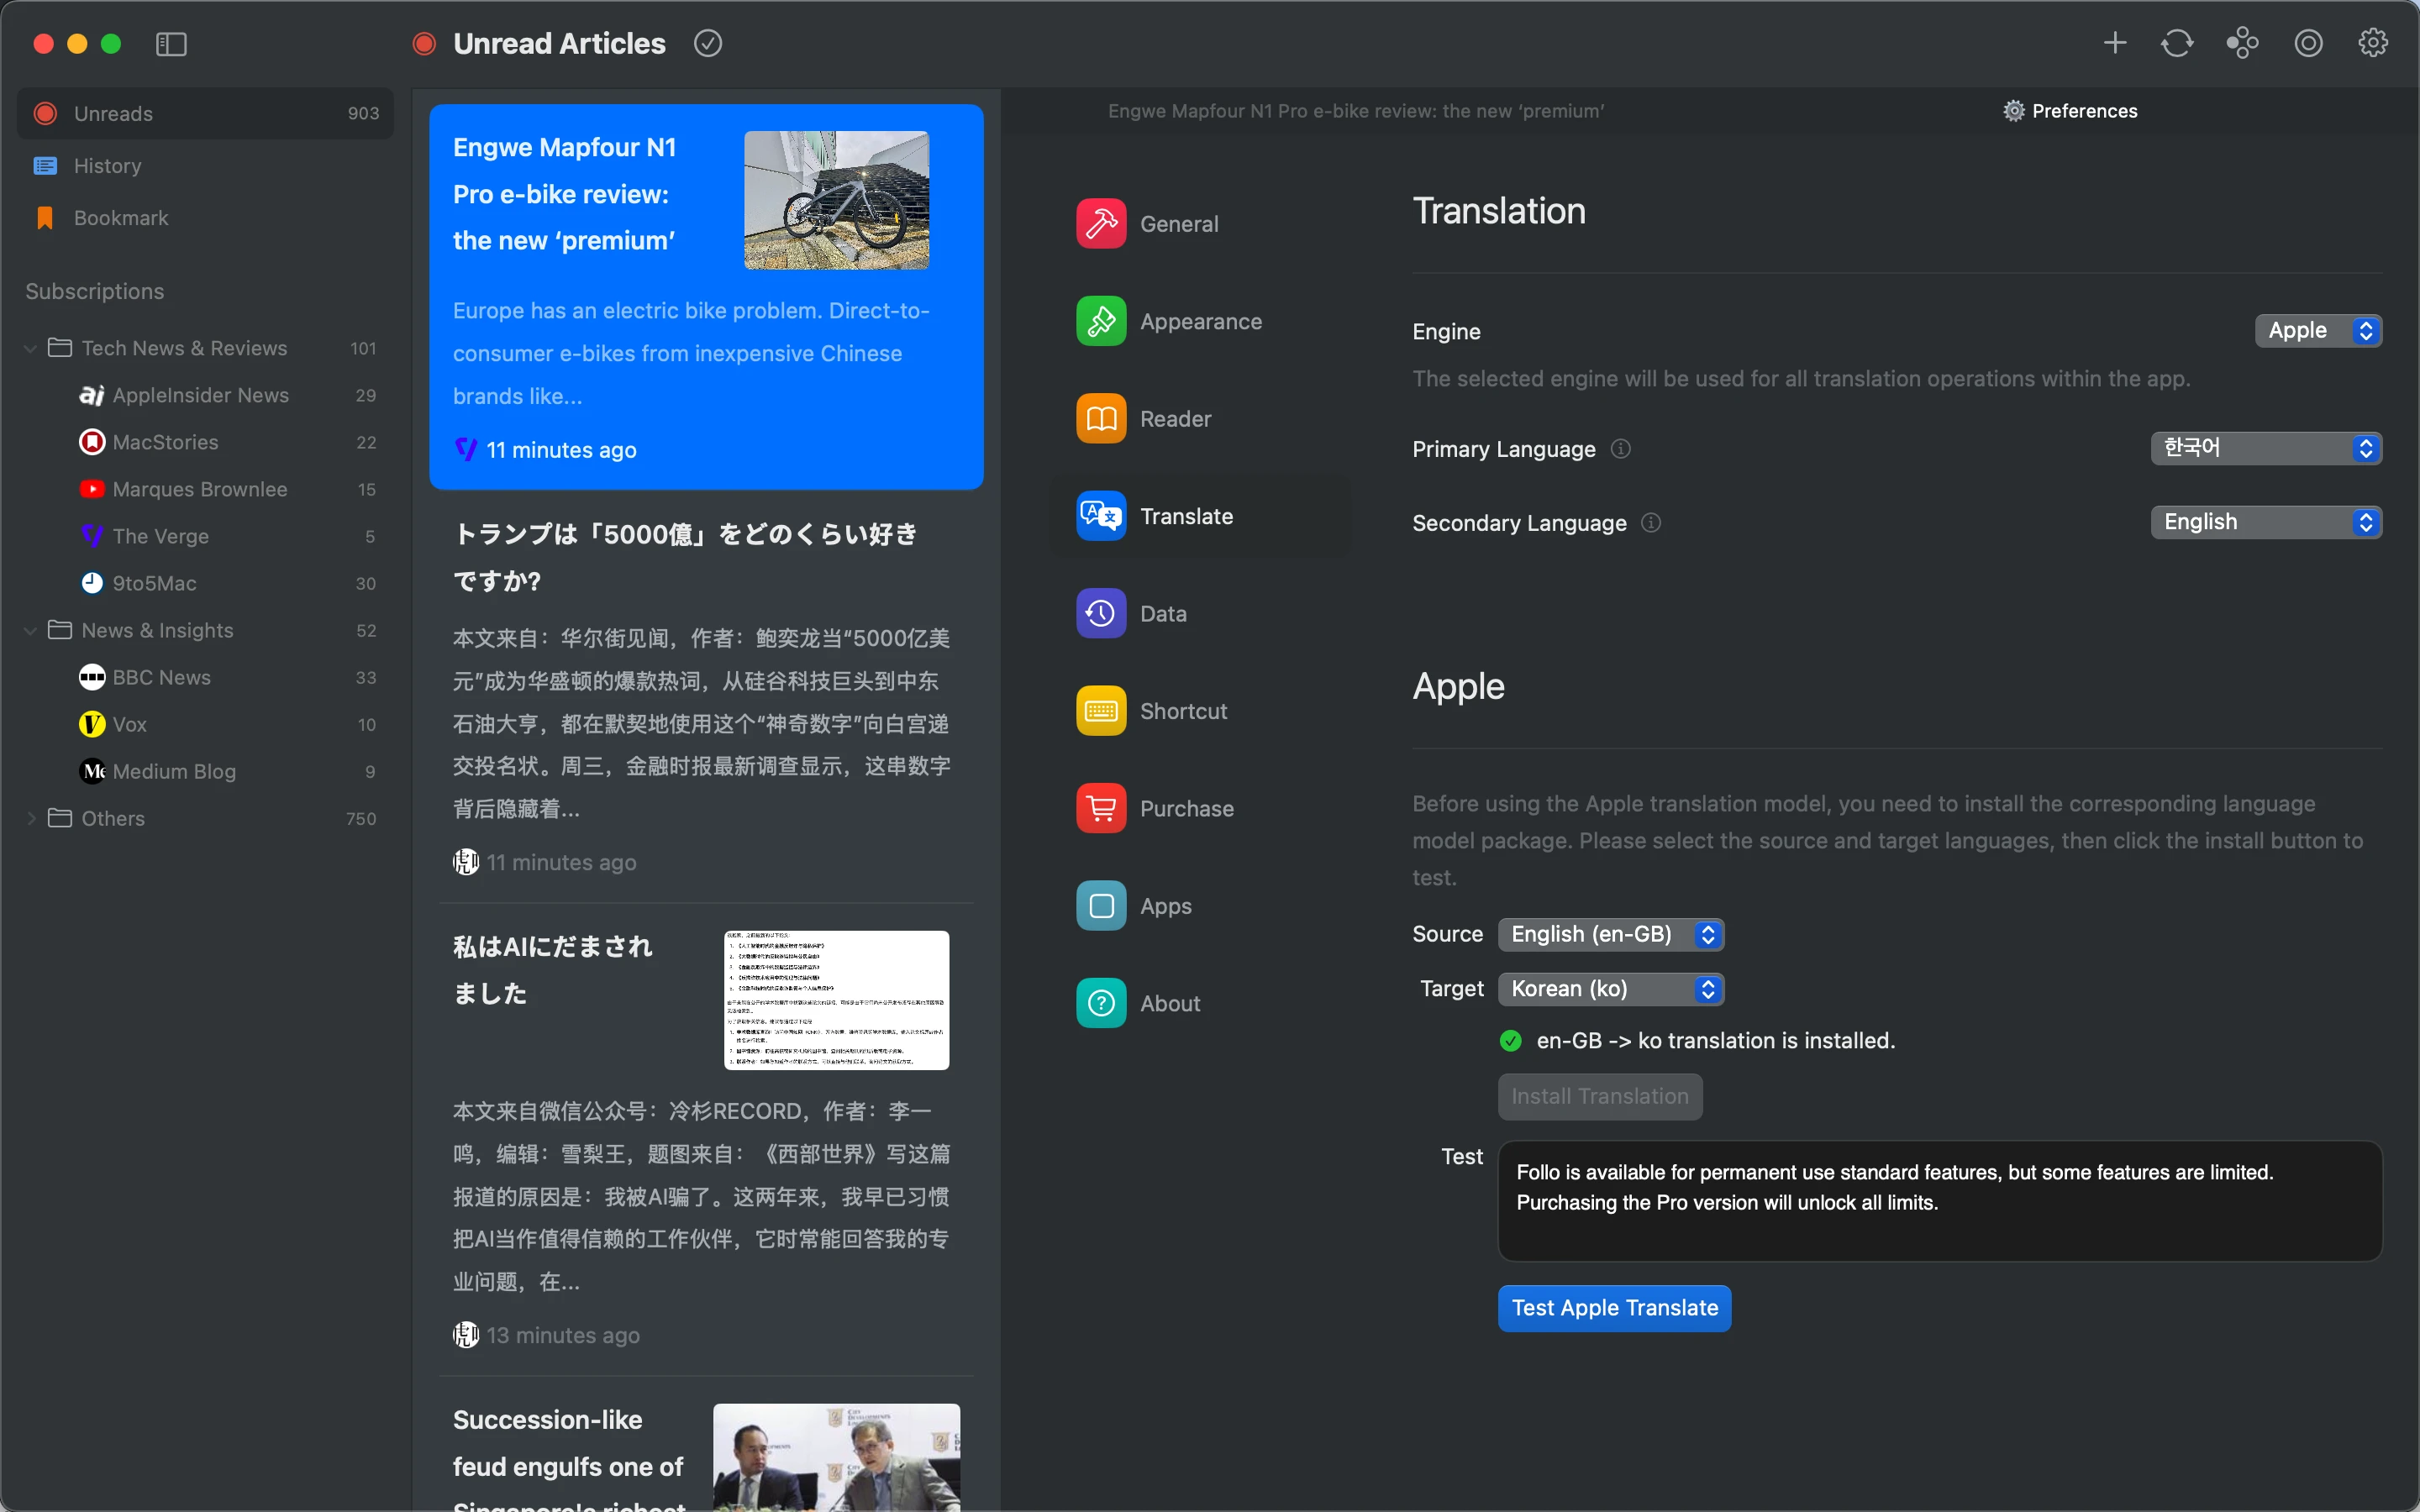 Unread Articles
Unreads 903
History
Bookmark
Subscriptions
Tech News & Reviews 101
AppleInsider News 29
MacStories 22
Marques Brownlee 15
The Verge 5
9to5Mac 30
News & Insights 52
BBC News 33
Vox 10
Medium Blog 9
Others 750
Engwe Mapfour N1
Pro e-bike review:
the new ‘premium’
Europe has an electric bike problem. Direct-to-
consumer e-bikes from inexpensive Chinese
brands like...
11 minutes ago
トランプは「5000億」をどのくらい好き
ですか?
本文来自：华尔街见闻，作者：鲍奕龙当“5000亿美
元”成为华盛顿的爆款热词，从硅谷科技巨头到中东
石油大亨，都在默契地使用这个“神奇数字”向白宫递
交投名状。周三，金融时报最新调查显示，这串数字
背后隐藏着...
11 minutes ago
私はAIにだまされ
ました
本文来自微信公众号：冷杉RECORD，作者：李一
鸣，编辑：雪梨王，题图来自：《西部世界》写这篇
报道的原因是：我被AI骗了。这两年来，我早已习惯
把AI当作值得信赖的工作伙伴，它时常能回答我的专
业问题，在...
13 minutes ago
Succession-like
feud engulfs one of
Singapore's richest
Engwe Mapfour N1 Pro e-bike review: the new ‘premium’
Preferences
General
Appearance
Reader
Translate
Data
Shortcut
Purchase
Apps
About
Translation
Engine Apple
The selected engine will be used for all translation operations within the app.
Primary Language 한국어
Secondary Language English
Apple
Before using the Apple translation model, you need to install the corresponding language
model package. Please select the source and target languages, then click the install button to
test.
Source English (en-GB)
Target Korean (ko)
en-GB -> ko translation is installed.
Install Translation
Test
Follo is available for permanent use standard features, but some features are limited.
Purchasing the Pro version will unlock all limits.
Test Apple Translate